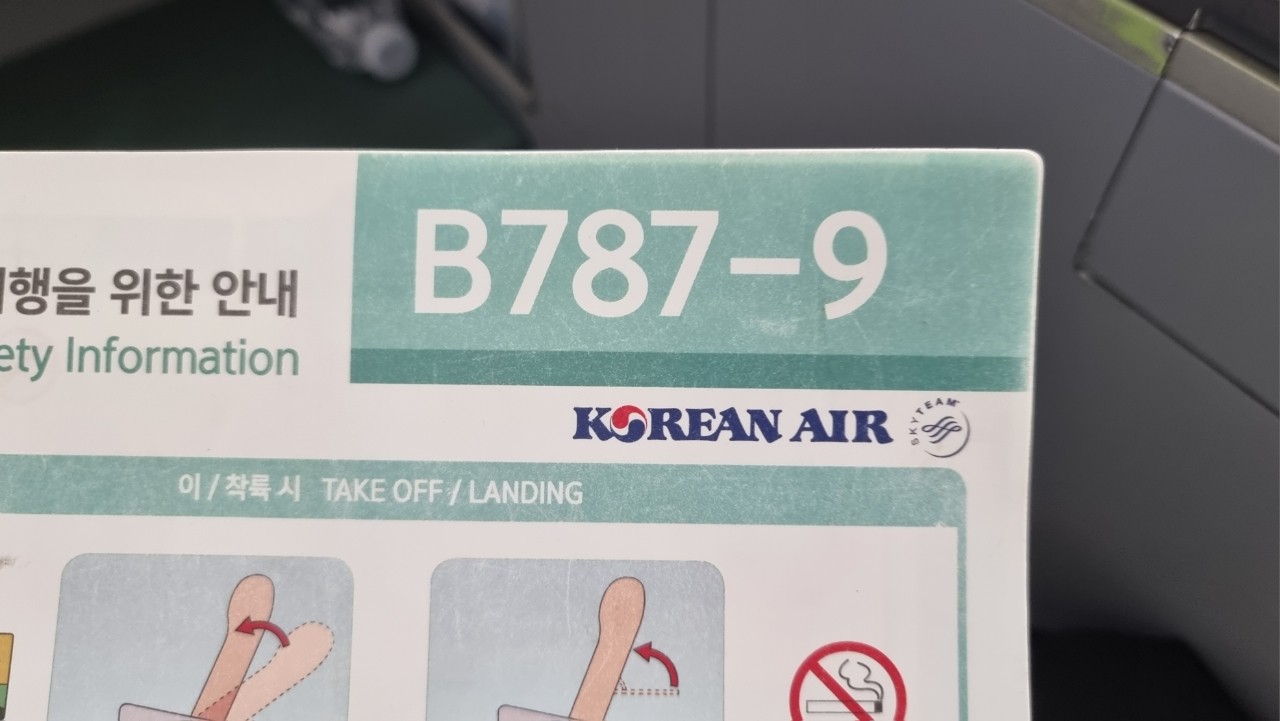 B787-9
행을 위한 안내
ety Information
KOREAN AIR
SKYTEAM
이 / 착륙 시 TAKE OFF / LANDING